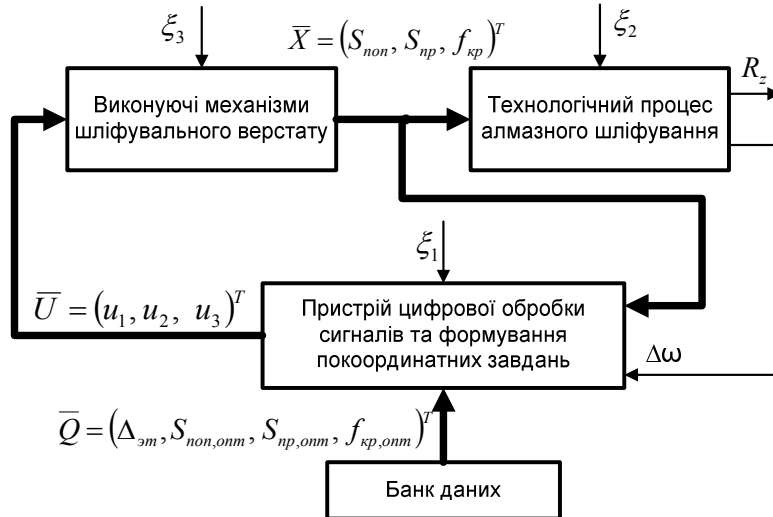 ξ₃
X̅ = (Sпоп, Sпр, fкр)ᵀ
ξ₂
Виконуючі механізми
шліфувального верстату
Технологічний процес
алмазного шліфування
R_z
ξ₁
U̅ = (u₁, u₂, u₃)ᵀ
Пристрій цифрової обробки
сигналів та формування
покоординатних завдань
Δω
Q̅ = (Δэт, Sпоп,опт, Sпр,опт, fкр,опт)ᵀ
Банк даних